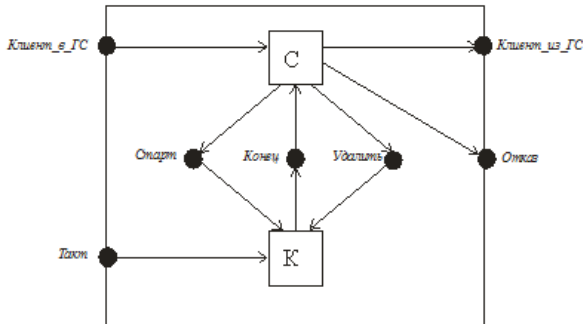 Клиент_в_ГС
Клиент_из_ГС
С
Старт
Конец
Удалить
Отказ
Такт
К